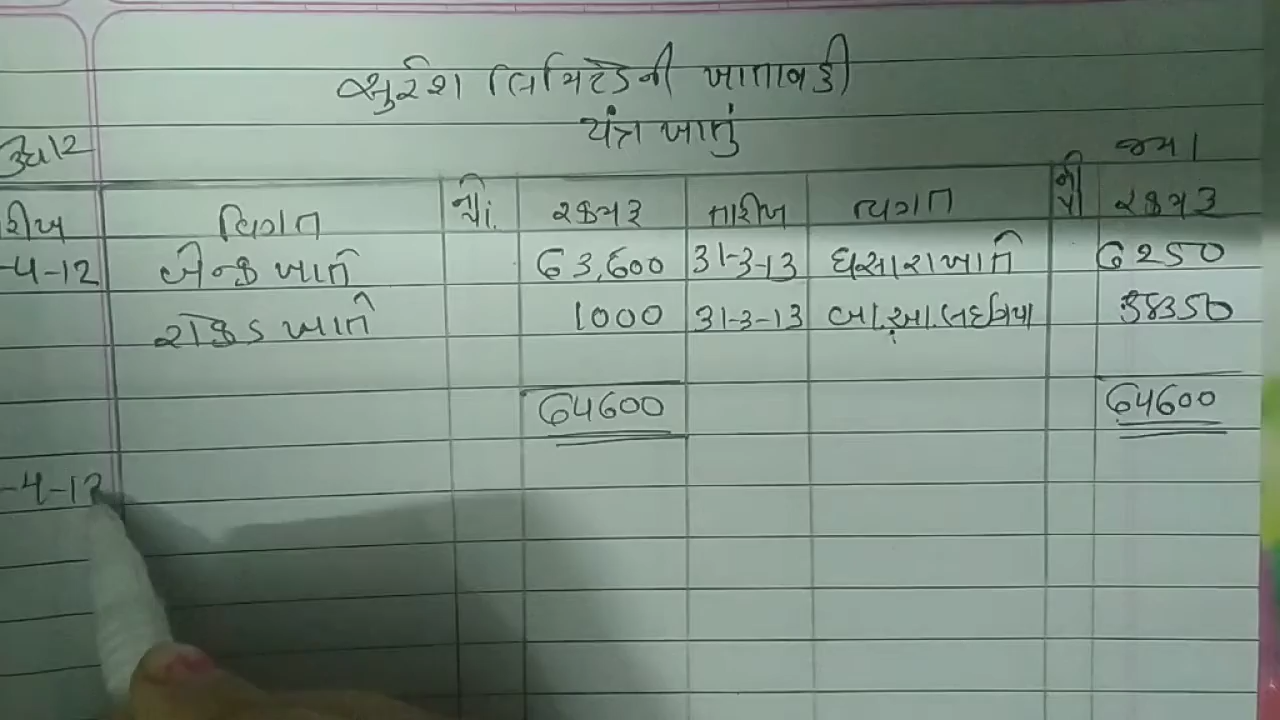 સુરેશ લિમિટેડની ખાતાવહી
યંત્ર ખાતું
ઉધાર જમા
રીખ વિગત નોં.પાં. રકમ રૂ તારીખ વિગત નોં પાં રકમ રૂ
-4-12 બેન્ક ખાતે 63,600 31-3-13 ઘસારા ખાતે 6250
રોકડ ખાતે 1000 31-3-13 બા.આ.લઈ ગયા 58350
64600 64600
-4-12